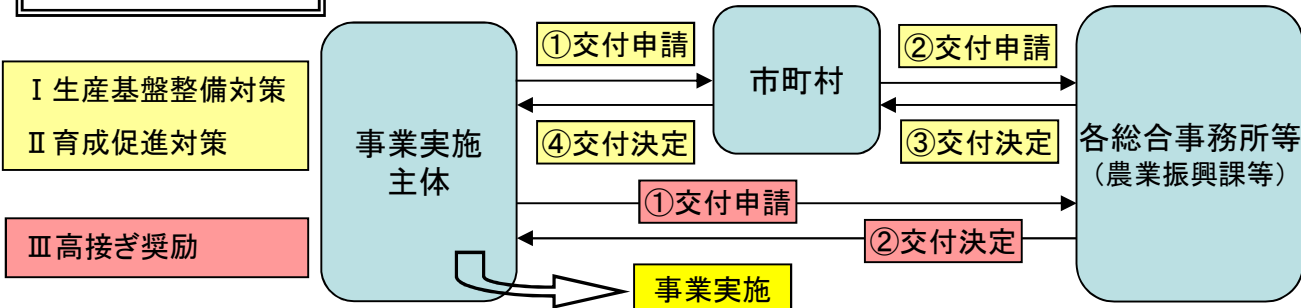 ①交付申請
②交付申請
市町村
Ⅰ生産基盤整備対策
Ⅱ育成促進対策
事業実施
主体
④交付決定
③交付決定
各総合事務所等
（農業振興課等）
①交付申請
Ⅲ高接ぎ奨励
②交付決定
事業実施